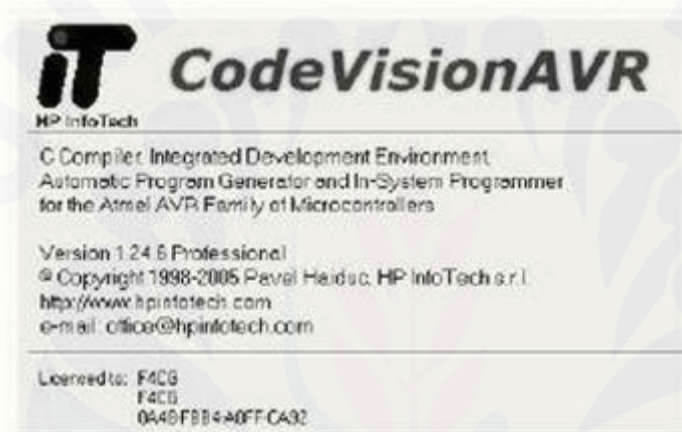 iT
CodeVisionAVR
HP InfoTech
C Compiler, Integrated Development Environment,
Automatic Program Generator and In-System Programmer
for the Atmel AVR Family of Microcontrollers
Version 1.24.6 Professional
© Copyright 1998-2005 Pavel Haiduc, HP InfoTech s.r.l.
http://www.hpinfotech.com
e-mail: office@hpinfotech.com
Licensed to: F4CG
F4CG